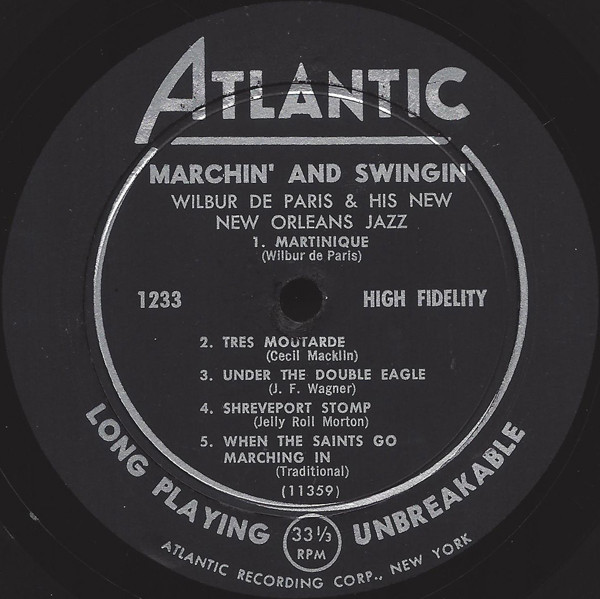 ATLANTIC
MARCHIN' AND SWINGIN'
WILBUR DE PARIS & HIS NEW
NEW ORLEANS JAZZ
1. MARTINIQUE
(Wilbur de Paris)
1233 HIGH FIDELITY
2. TRES MOUTARDE
(Cecil Macklin)
3. UNDER THE DOUBLE EAGLE
(J. F. Wagner)
4. SHREVEPORT STOMP
(Jelly Roll Morton)
5. WHEN THE SAINTS GO
MARCHING IN
(Traditional)
(11359)
LONG PLAYING UNBREAKABLE
33 1/3
RPM
ATLANTIC RECORDING CORP., NEW YORK